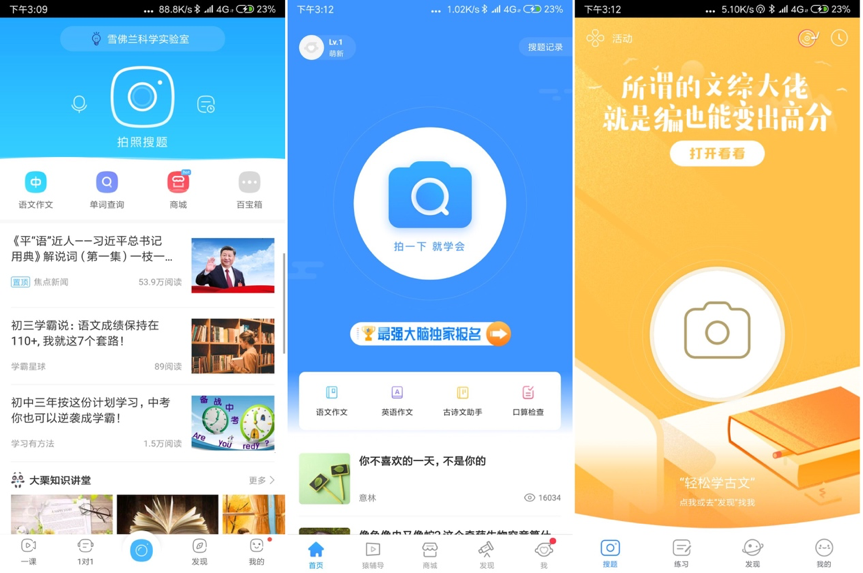 下午3:09
... 88.8K/s 4G 23%
雪佛兰科学实验室
拍照搜题
语文作文
单词查询
商城
百宝箱
《平“语”近人——习近平总书记
用典》解说词（第一集）一枝一...
置顶 焦点新闻
53.9万阅读
初三学霸说：语文成绩保持在
110+, 我就这7个套路！
学霸星球
89阅读
初中三年按这份计划学习，中考
你也可以逆袭成学霸！
学习有方法
1.5万阅读
备战中考
Are you redy?
大栗知识讲堂
更多
一课
1对1
发现
我的
下午3:12
... 1.02K/s 4G 23%
Lv.1
萌新
搜题记录
拍一下 就学会
最强大脑独家报名
语文作文
英语作文
古诗文助手
口算检查
你不喜欢的一天，不是你的
意林
16034
首页
猿辅导
商城
发现
我
下午3:12
... 5.10K/s 4G 23%
活动
所谓的文综大佬
就是编也能变出高分
打开看看
“轻松学古文”
点我或去“发现”找我
搜题
练习
发现
我的